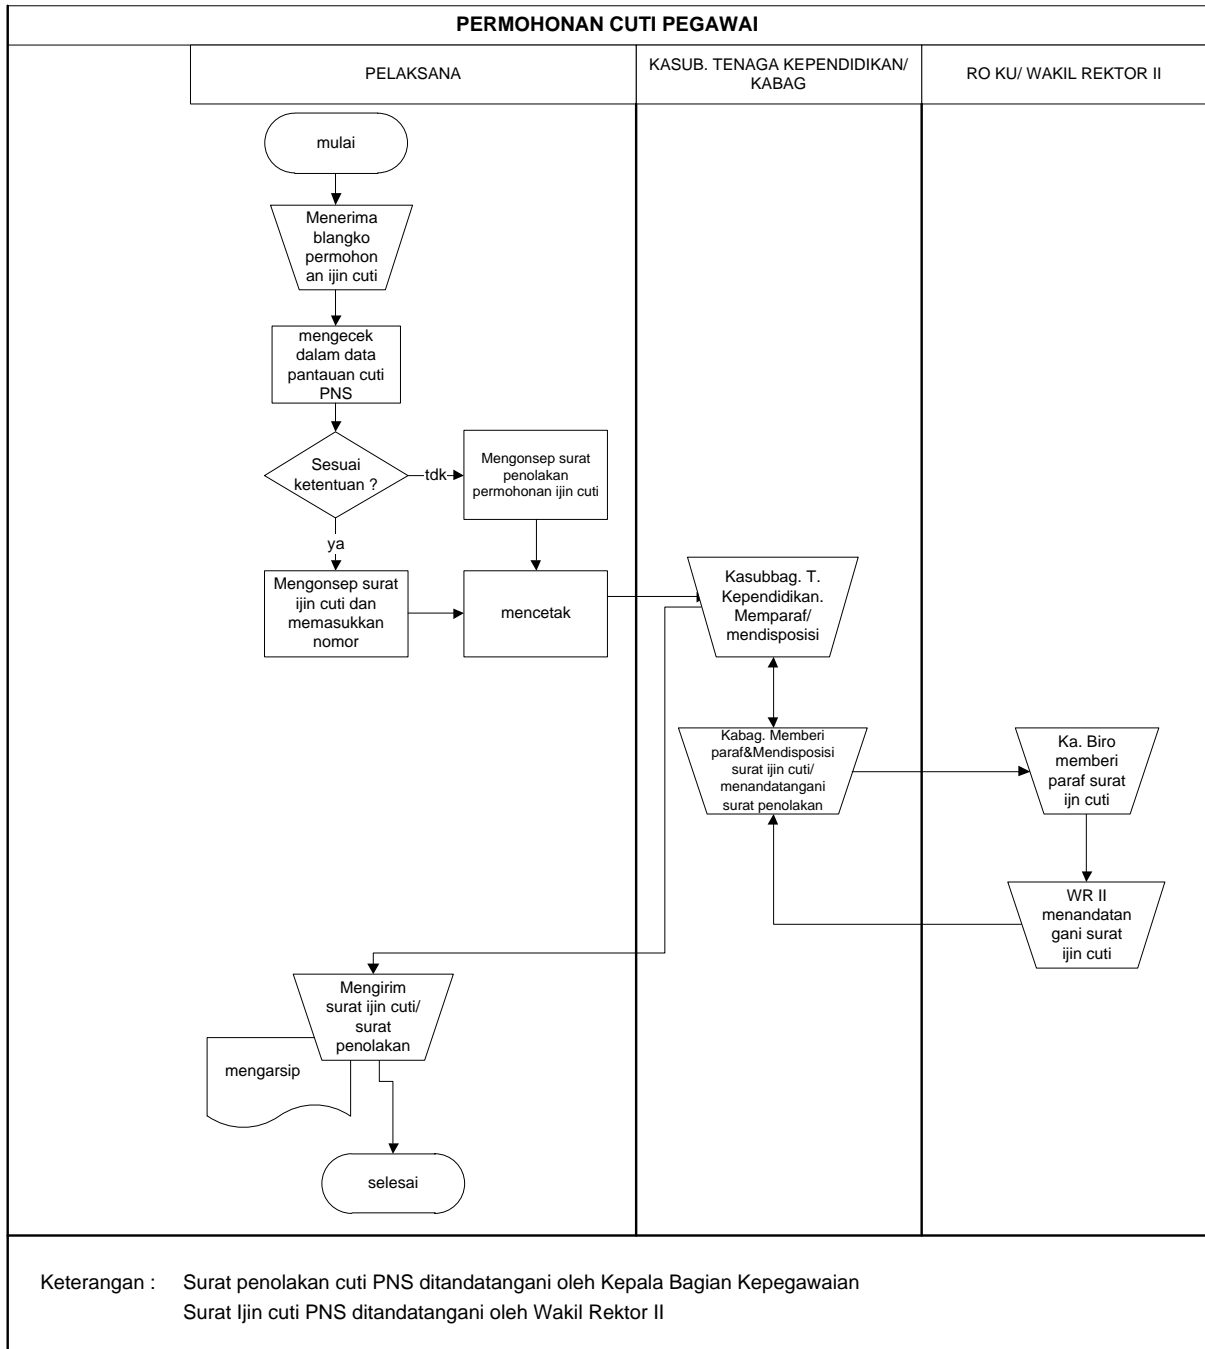 PERMOHONAN CUTI PEGAWAI
PELAKSANA
KASUB. TENAGA KEPENDIDIKAN/
KABAG
RO KU/ WAKIL REKTOR II
mulai
Menerima
blangko
permohon
an ijin cuti
mengecek
dalam data
pantauan cuti
PNS
Sesuai
ketentuan ?
tdk
Mengonsep surat
penolakan
permohonan ijin cuti
ya
Mengonsep surat
ijin cuti dan
memasukkan
nomor
mencetak
Kasubbag. T.
Kependidikan.
Memparaf/
mendisposisi
Kabag. Memberi
paraf&Mendisposisi
surat ijin cuti/
menandatangani
surat penolakan
Ka. Biro
memberi
paraf surat
ijn cuti
WR II
menandatan
gani surat
ijin cuti
Mengirim
surat ijin cuti/
surat
penolakan
mengarsip
selesai
Keterangan : Surat penolakan cuti PNS ditandatangani oleh Kepala Bagian Kepegawaian
Surat Ijin cuti PNS ditandatangani oleh Wakil Rektor II